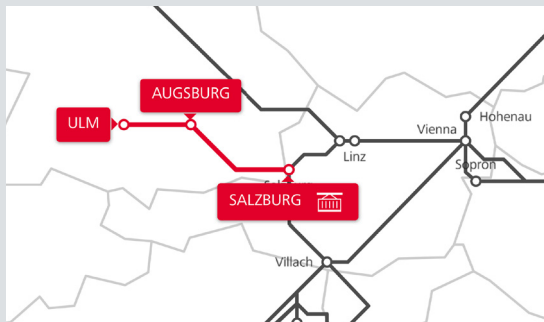 AUGSBURG
ULM
Hohenau
Vienna
Linz
Sopron
SALZBURG
Villach